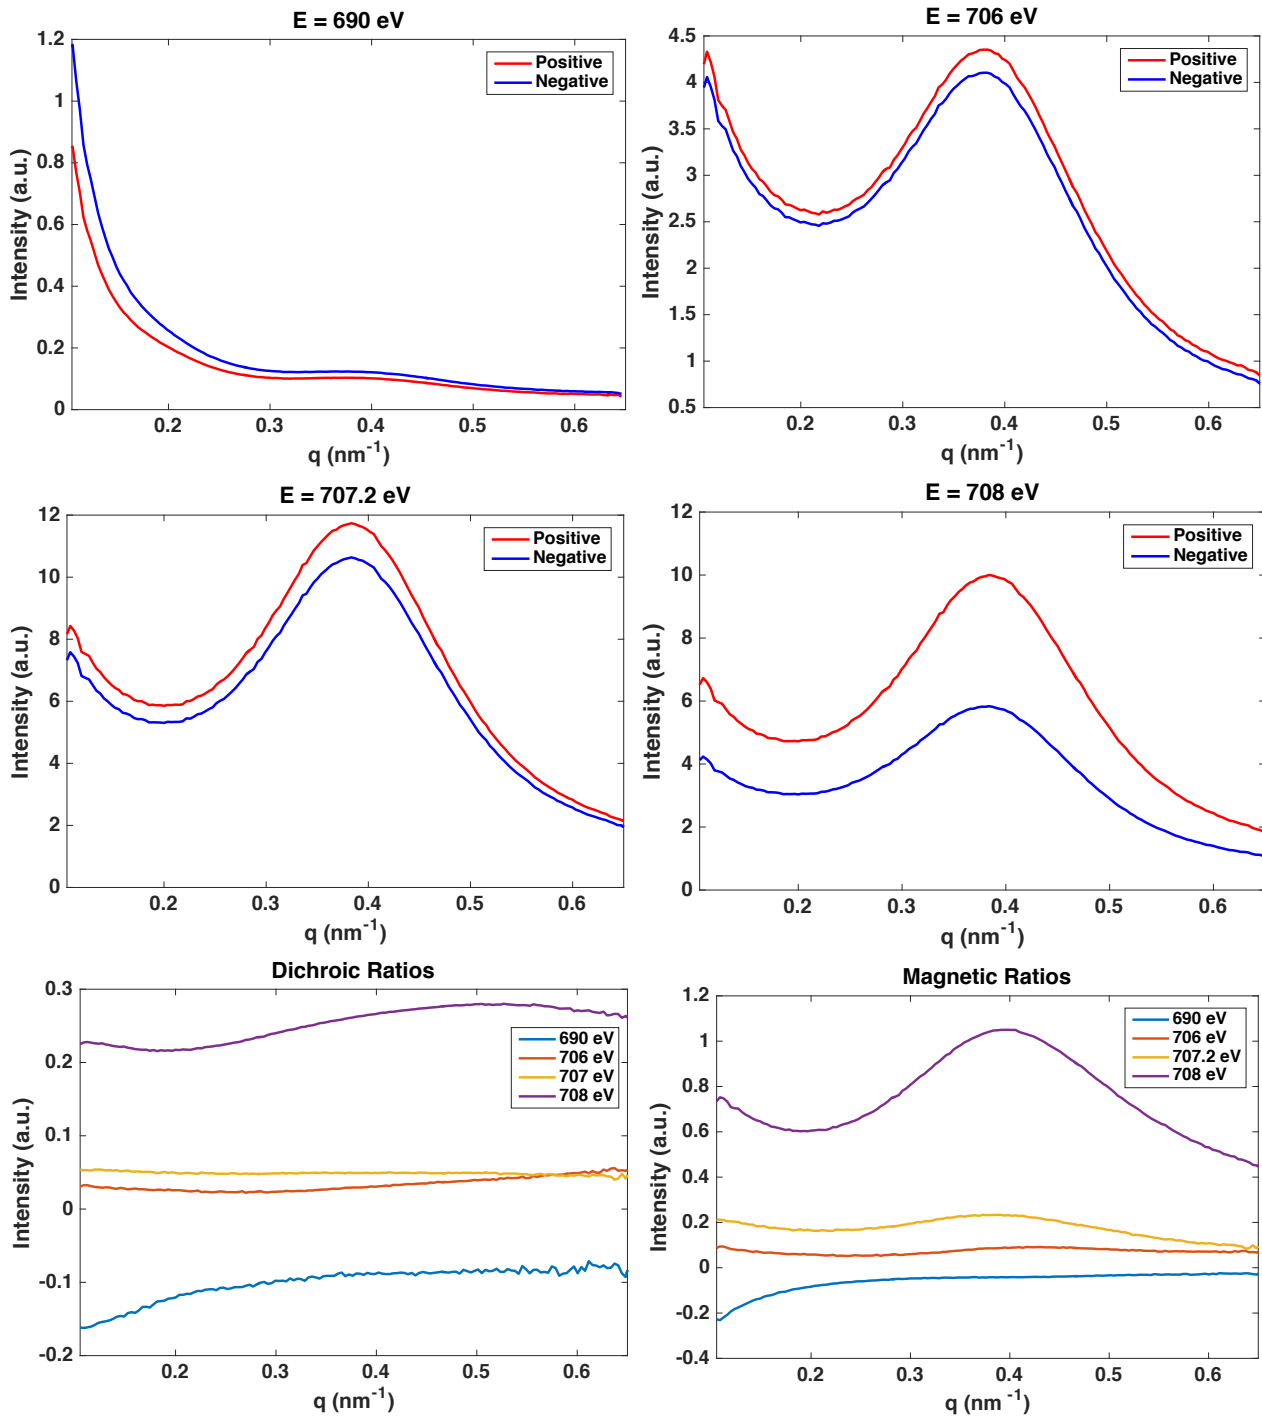 E = 690 eV
1.2
1
0.8
0.6
0.4
0.2
0
Intensity (a.u.)
Positive
Negative
0.2 0.3 0.4 0.5 0.6
q (nm⁻¹)
E = 706 eV
4.5
4
3.5
3
2.5
2
1.5
1
0.5
Intensity (a.u.)
Positive
Negative
0.2 0.3 0.4 0.5 0.6
q (nm⁻¹)
E = 707.2 eV
12
10
8
6
4
2
0
Intensity (a.u.)
Positive
Negative
0.2 0.3 0.4 0.5 0.6
q (nm⁻¹)
E = 708 eV
12
10
8
6
4
2
0
Intensity (a.u.)
Positive
Negative
0.2 0.3 0.4 0.5 0.6
q (nm⁻¹)
Dichroic Ratios
0.3
0.2
0.1
0
-0.1
-0.2
Intensity (a.u.)
690 eV
706 eV
707 eV
708 eV
0.2 0.3 0.4 0.5 0.6
q (nm⁻¹)
Magnetic Ratios
1.2
1
0.8
0.6
0.4
0.2
0
-0.2
-0.4
Intensity (a.u.)
690 eV
706 eV
707.2 eV
708 eV
0.2 0.3 0.4 0.5 0.6
q (nm⁻¹)